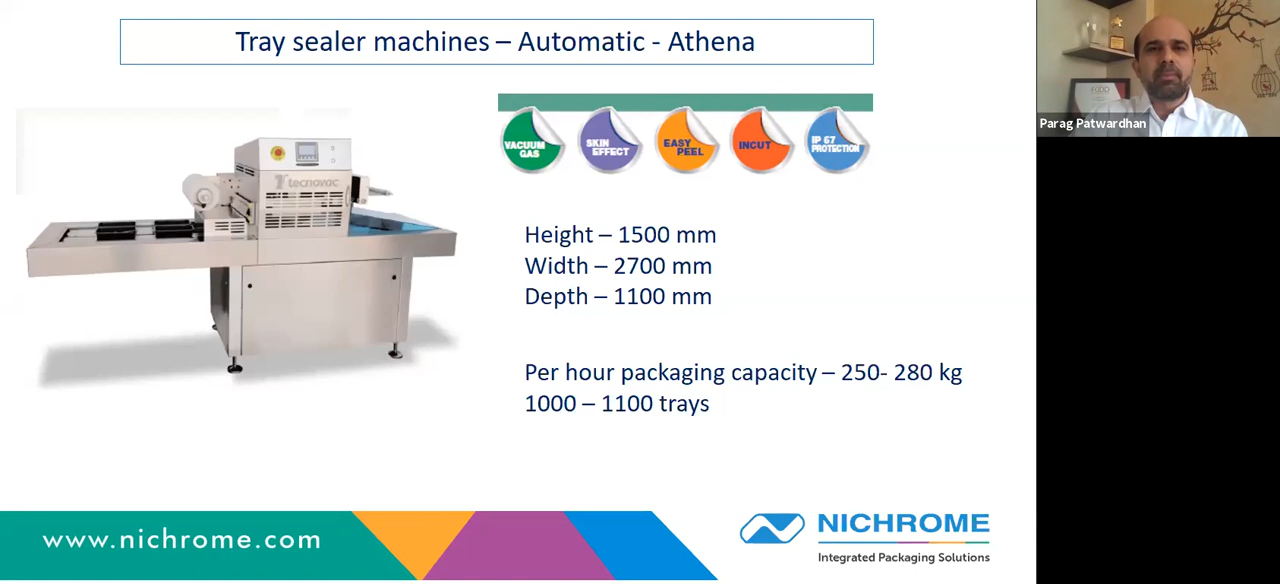 Tray sealer machines – Automatic - Athena
VACUUM
GAS
SKIN
EFFECT
EASY
PEEL
INCUT
IP 67
PROTECTION
tecnovac
Height – 1500 mm
Width – 2700 mm
Depth – 1100 mm
Per hour packaging capacity – 250- 280 kg
1000 – 1100 trays
www.nichrome.com
NICHROME
Integrated Packaging Solutions
Parag Patwardhan